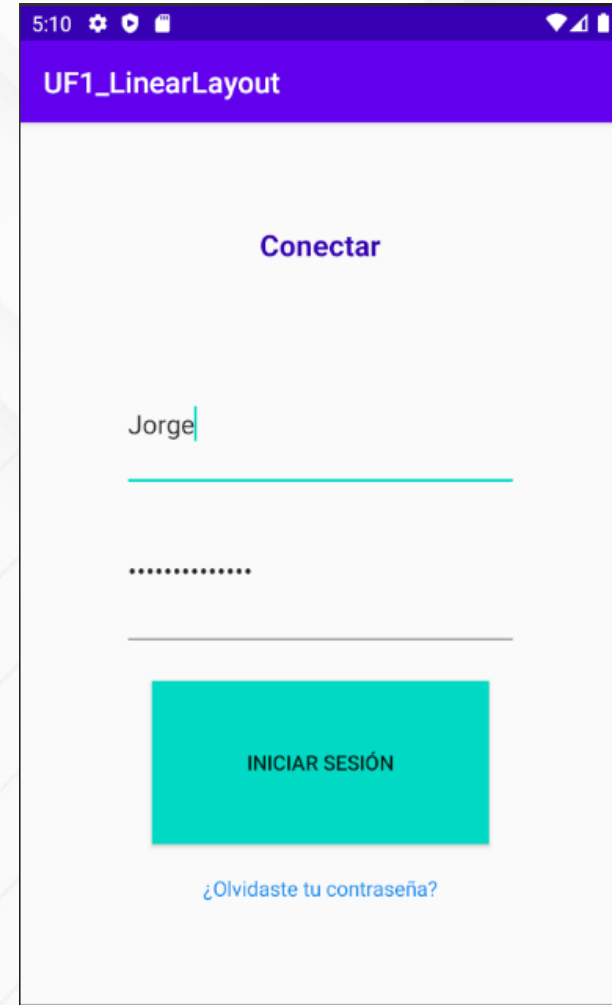 5:10
UF1_LinearLayout
Conectar
Jorge
••••••••••••••
INICIAR SESIÓN
¿Olvidaste tu contraseña?